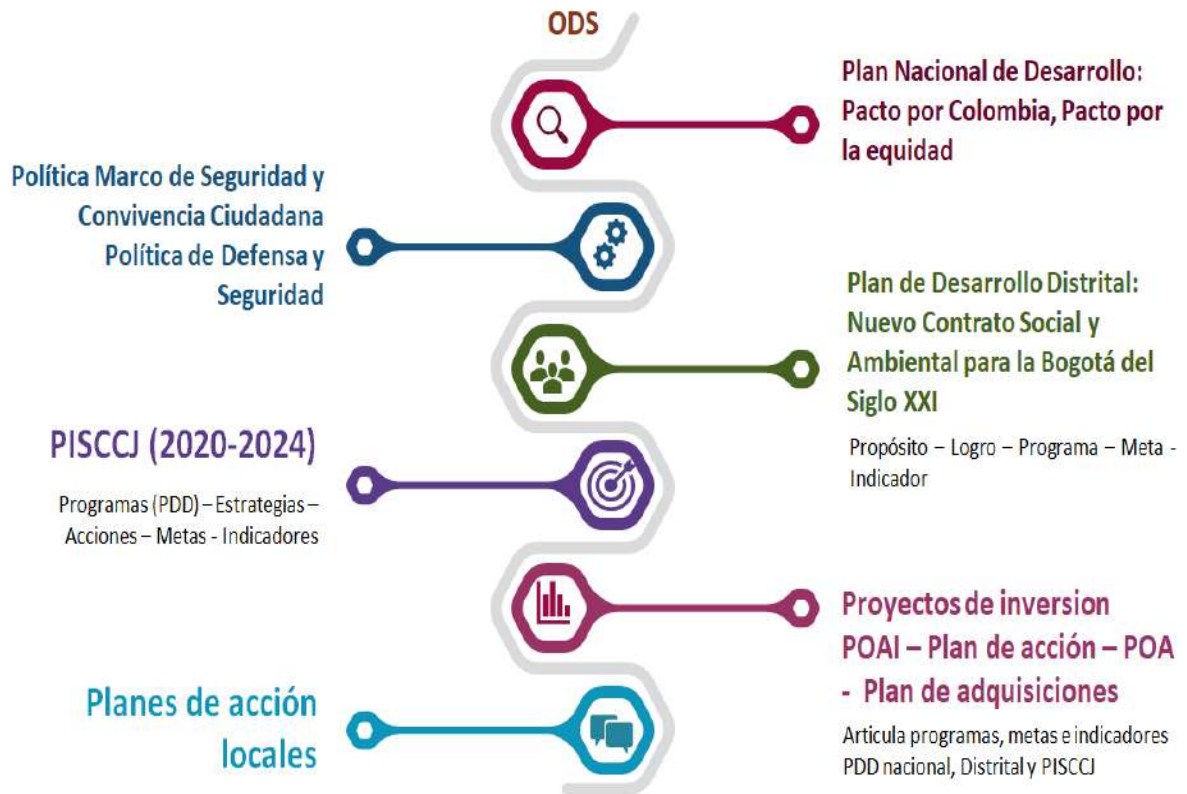 ODS
Plan Nacional de Desarrollo:
Pacto por Colombia, Pacto por
la equidad
Política Marco de Seguridad y
Convivencia Ciudadana
Política de Defensa y
Seguridad
Plan de Desarrollo Distrital:
Nuevo Contrato Social y
Ambiental para la Bogotá del
Siglo XXI
Propósito – Logro – Programa – Meta -
Indicador
PISCCJ (2020-2024)
Programas (PDD) – Estrategias –
Acciones – Metas - Indicadores
Proyectos de inversion
POAI – Plan de acción – POA
- Plan de adquisiciones
Articula programas, metas e indicadores
PDD nacional, Distrital y PISCCJ
Planes de acción
locales